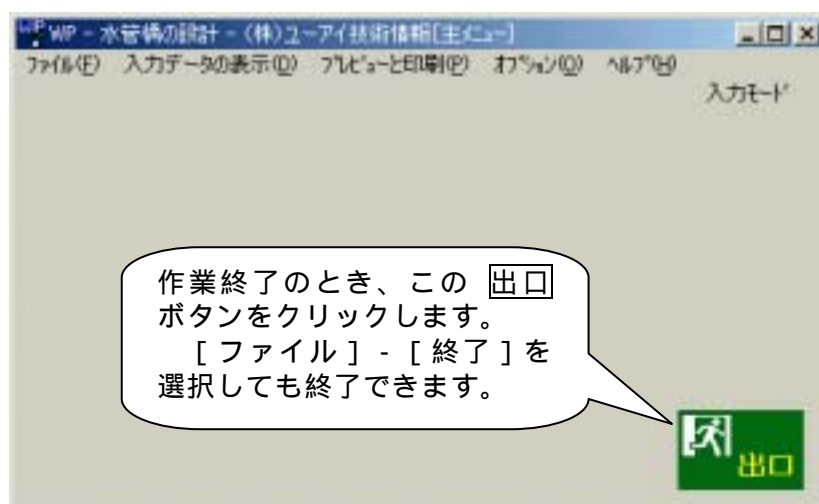 WP - 水管橋の設計 - (株)ユーアイ技術情報[主メニュー]
ファイル(F) 入力データの表示(D) プレビューと印刷(P) オプション(O) ヘルプ(H)
入力モード
作業終了のとき、この 出口
ボタンをクリックします。
[ファイル] - [終了]を
選択しても終了できます。
出口